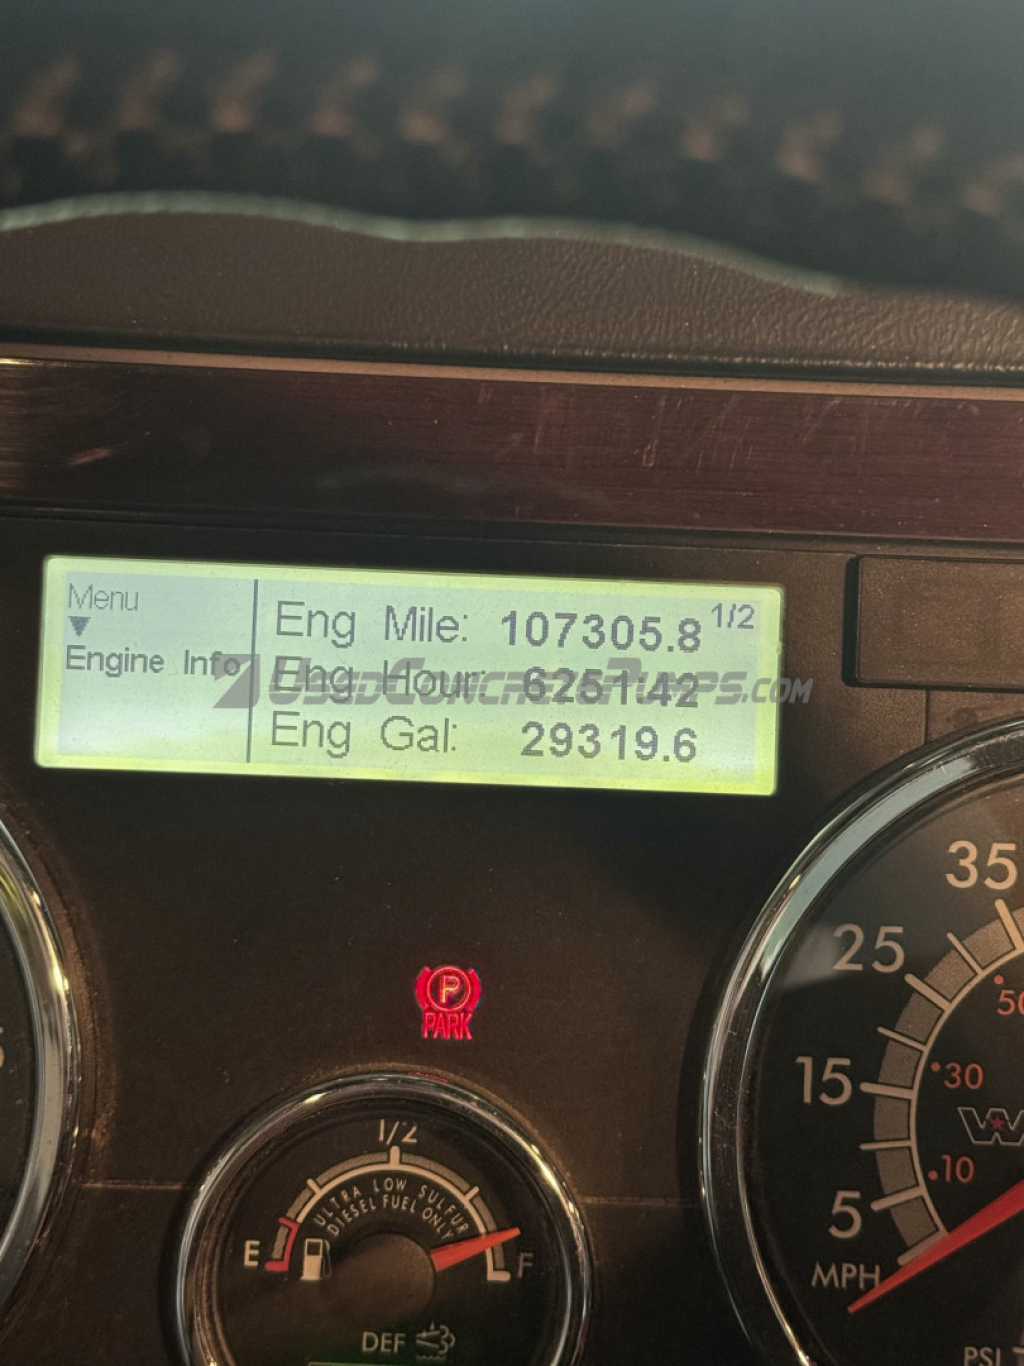 Menu
Engine Info
Eng Mile: 107305.8
1/2
Eng Hour: 6251.42
Eng Gal: 29319.6
UsedConcretePumps.com
P
PARK
1/2
ULTRA LOW SULFUR
DIESEL FUEL ONLY
E
F
DEF
35
25
15
5
MPH
50
30
10
W
PSI